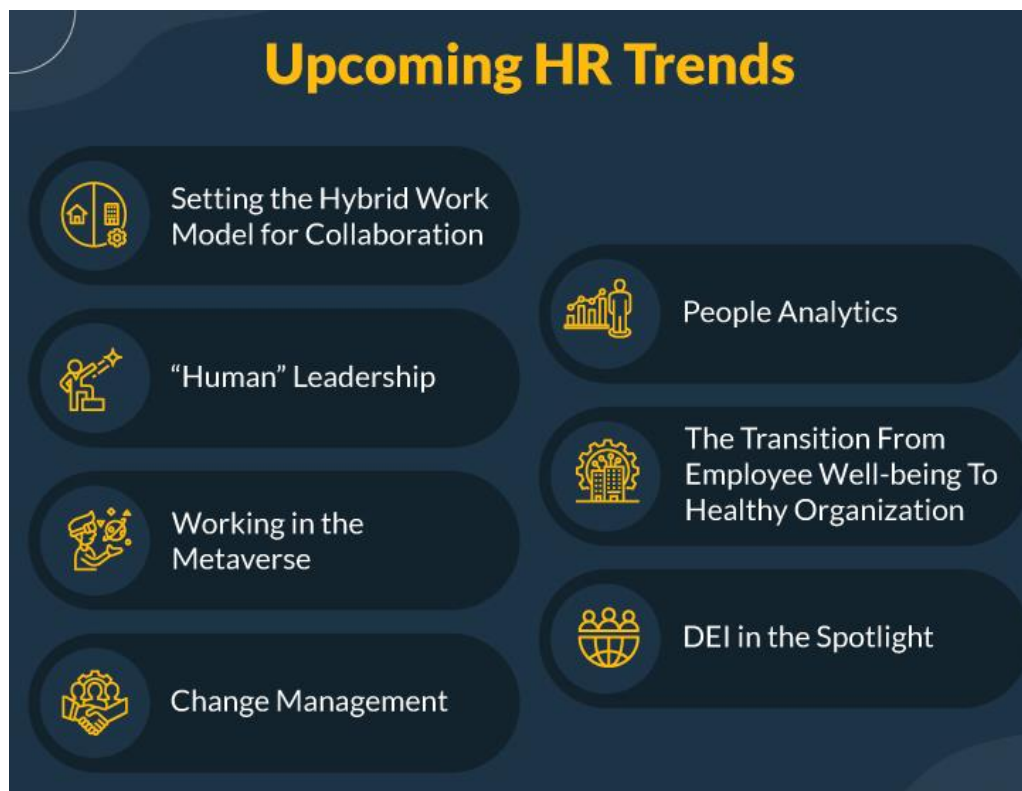 Upcoming HR Trends
Setting the Hybrid Work
Model for Collaboration
“Human” Leadership
Working in the
Metaverse
Change Management
People Analytics
The Transition From
Employee Well-being To
Healthy Organization
DEI in the Spotlight